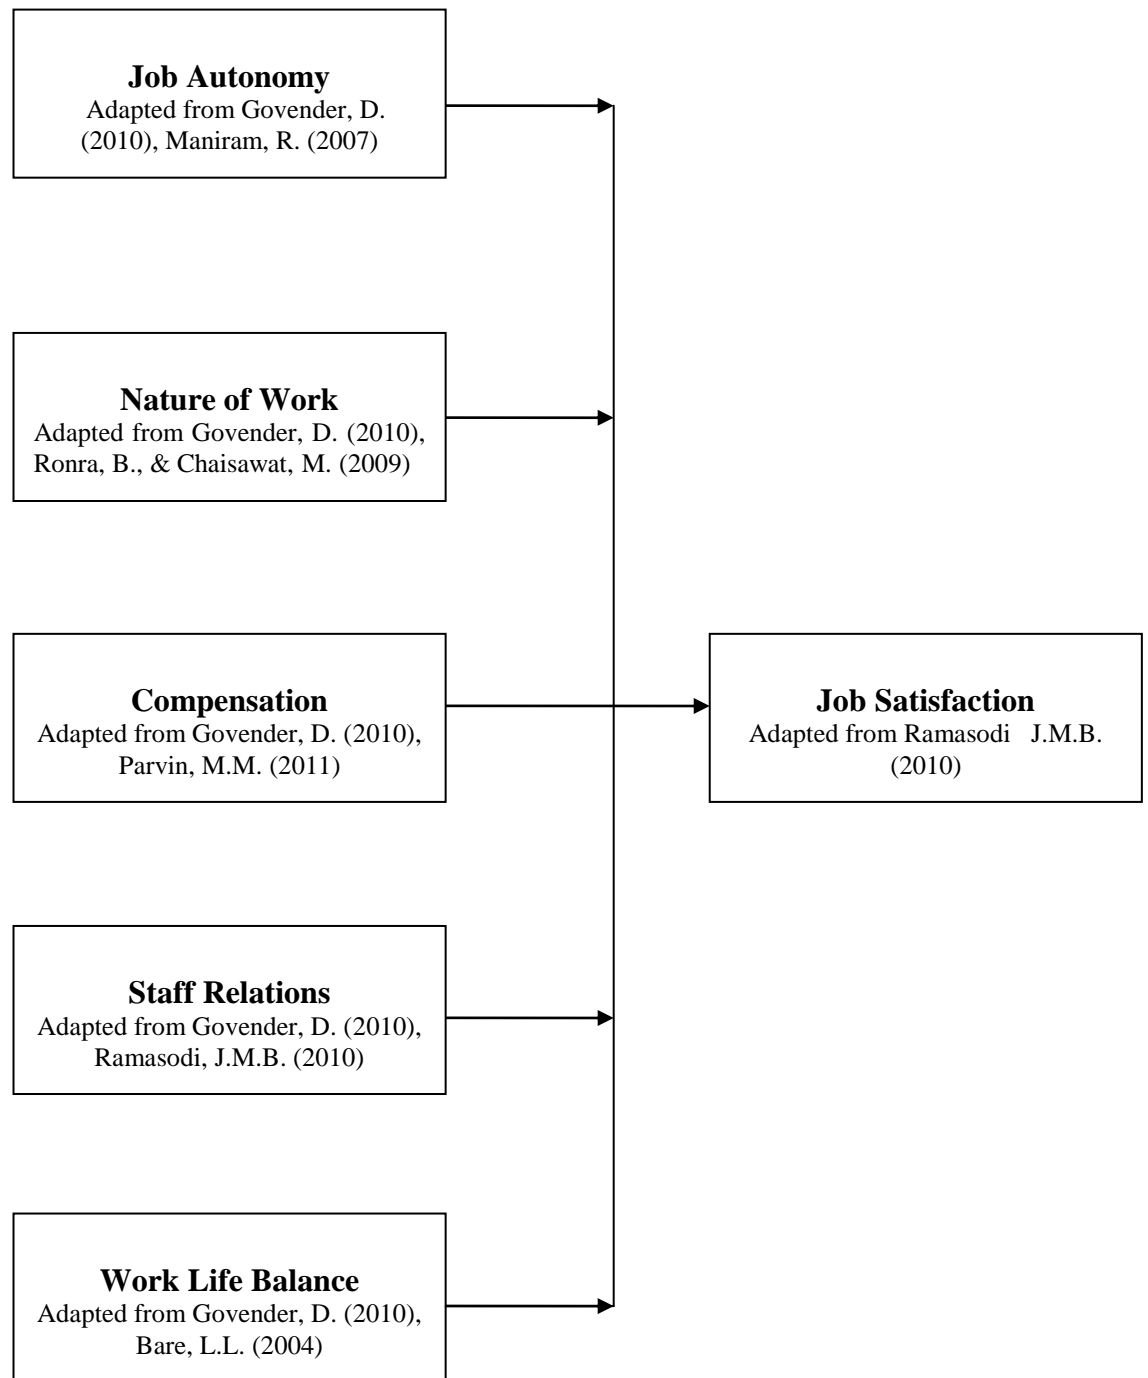 Job Autonomy
Adapted from Govender, D.
(2010), Maniram, R. (2007)
Nature of Work
Adapted from Govender, D. (2010),
Ronra, B., & Chaisawat, M. (2009)
Compensation
Adapted from Govender, D. (2010),
Parvin, M.M. (2011)
Job Satisfaction
Adapted from Ramasodi J.M.B.
(2010)
Staff Relations
Adapted from Govender, D. (2010),
Ramasodi, J.M.B. (2010)
Work Life Balance
Adapted from Govender, D. (2010),
Bare, L.L. (2004)